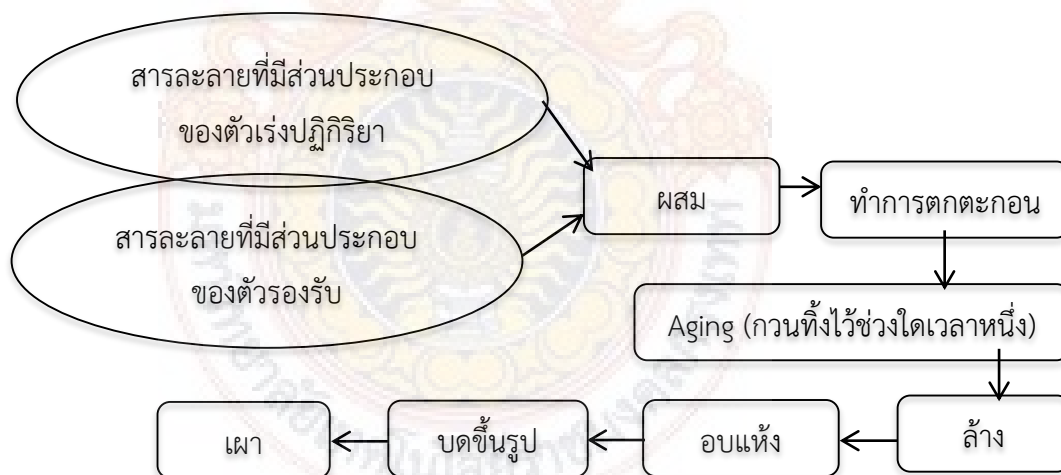 สารละลายที่มีส่วนประกอบ
ของตัวเร่งปฏิกิริยา
สารละลายที่มีส่วนประกอบ
ของตัวรองรับ
ผสม
ทำการตกตะกอน
Aging (กวนทิ้งไว้ช่วงใดเวลาหนึ่ง)
ล้าง
อบแห้ง
บดขึ้นรูป
เผา